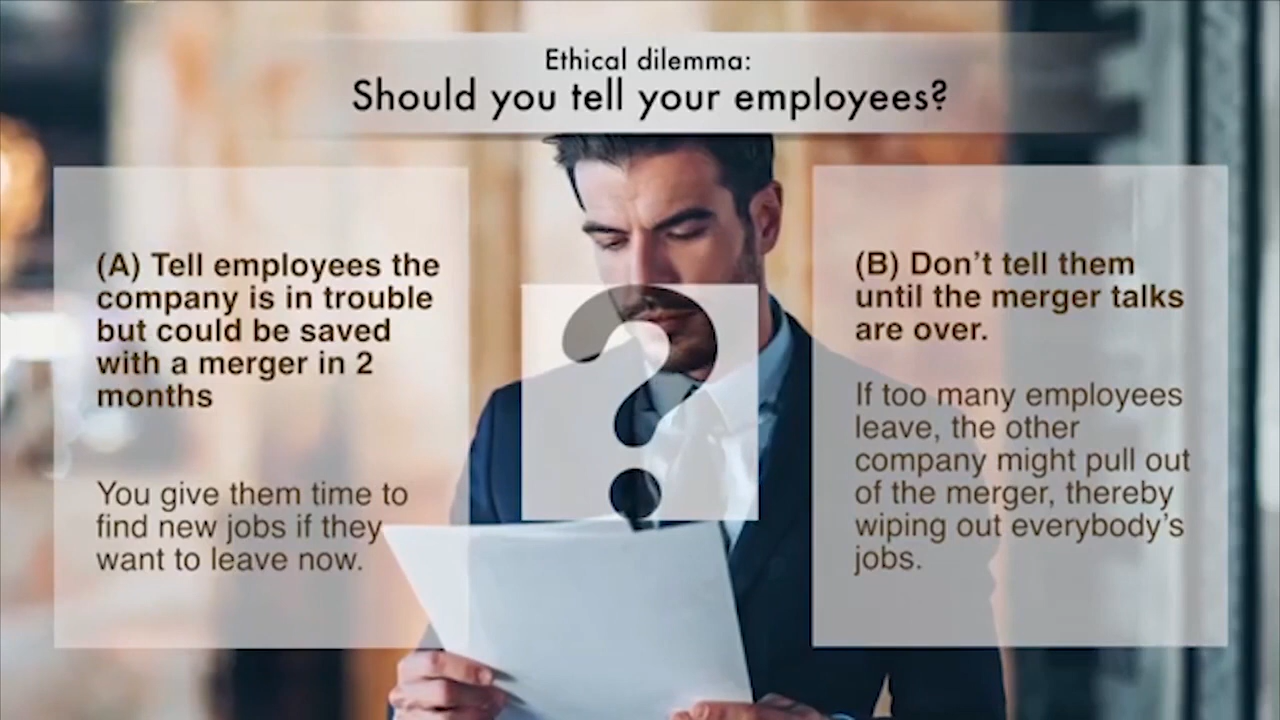 Ethical dilemma:
Should you tell your employees?
(A) Tell employees the
company is in trouble
but could be saved
with a merger in 2
months
You give them time to
find new jobs if they
want to leave now.
?
(B) Don’t tell them
until the merger talks
are over.
If too many employees
leave, the other
company might pull out
of the merger, thereby
wiping out everybody’s
jobs.